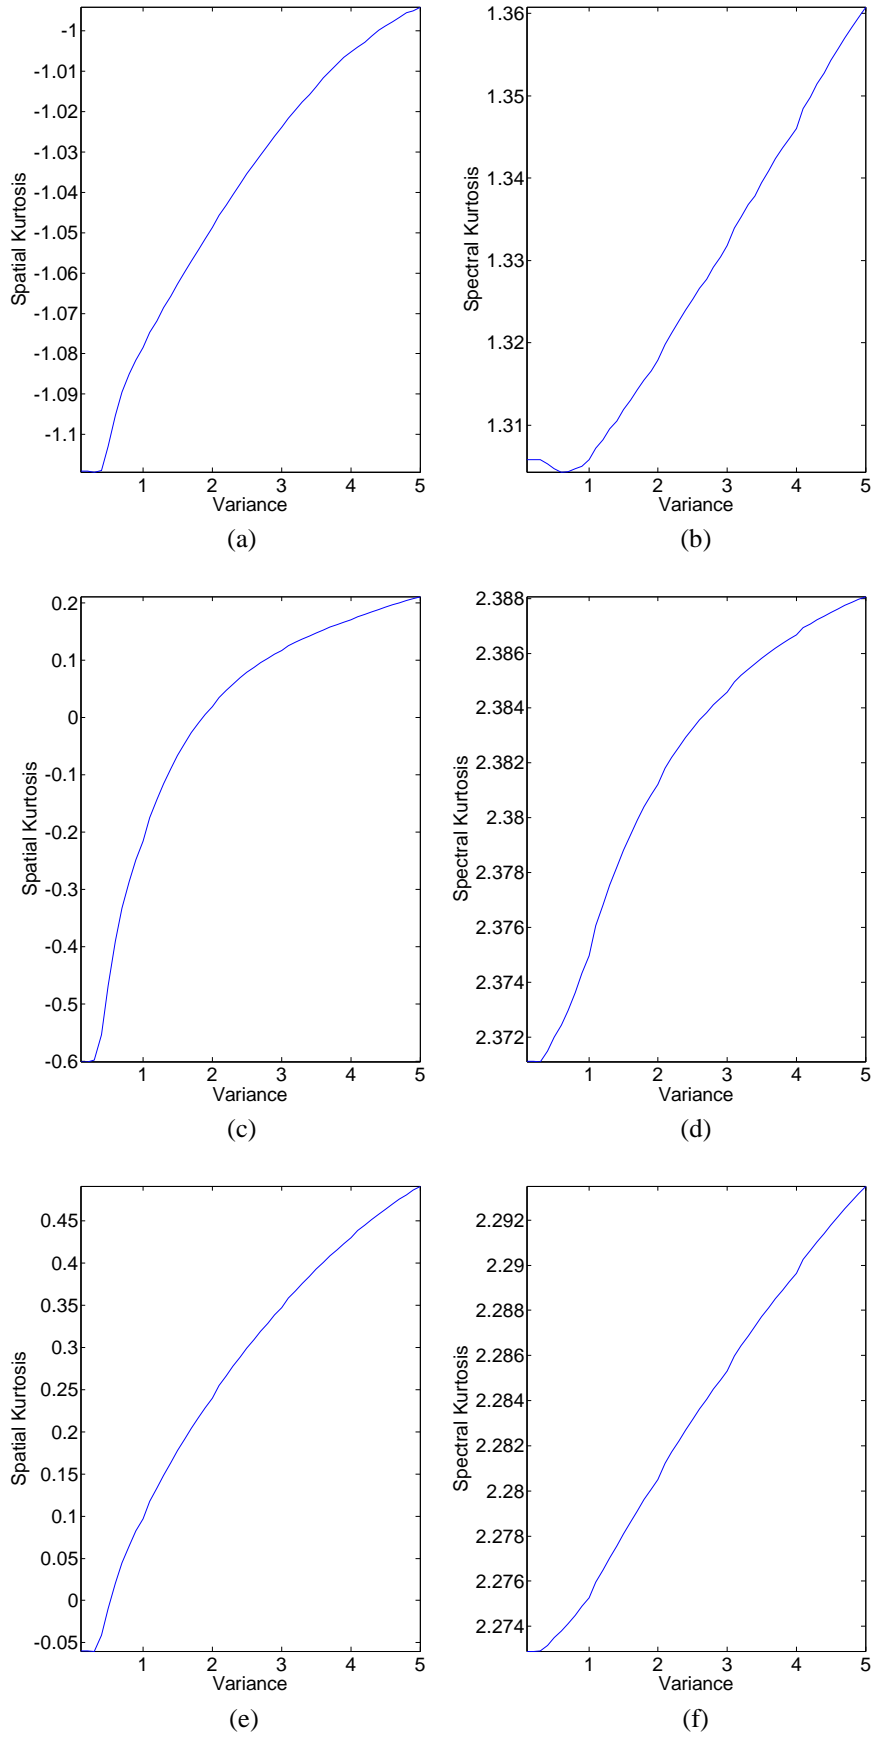 -1
-1.01
-1.02
-1.03
-1.04
-1.05
-1.06
-1.07
-1.08
-1.09
-1.1
Spatial Kurtosis
1 2 3 4 5
Variance
(a)
1.36
1.35
1.34
1.33
1.32
1.31
Spectral Kurtosis
1 2 3 4 5
Variance
(b)
0.2
0.1
0
-0.1
-0.2
-0.3
-0.4
-0.5
-0.6
Spatial Kurtosis
1 2 3 4 5
Variance
(c)
2.388
2.386
2.384
2.382
2.38
2.378
2.376
2.374
2.372
Spectral Kurtosis
1 2 3 4 5
Variance
(d)
0.45
0.4
0.35
0.3
0.25
0.2
0.15
0.1
0.05
0
-0.05
Spatial Kurtosis
1 2 3 4 5
Variance
(e)
2.292
2.29
2.288
2.286
2.284
2.282
2.28
2.278
2.276
2.274
Spectral Kurtosis
1 2 3 4 5
Variance
(f)